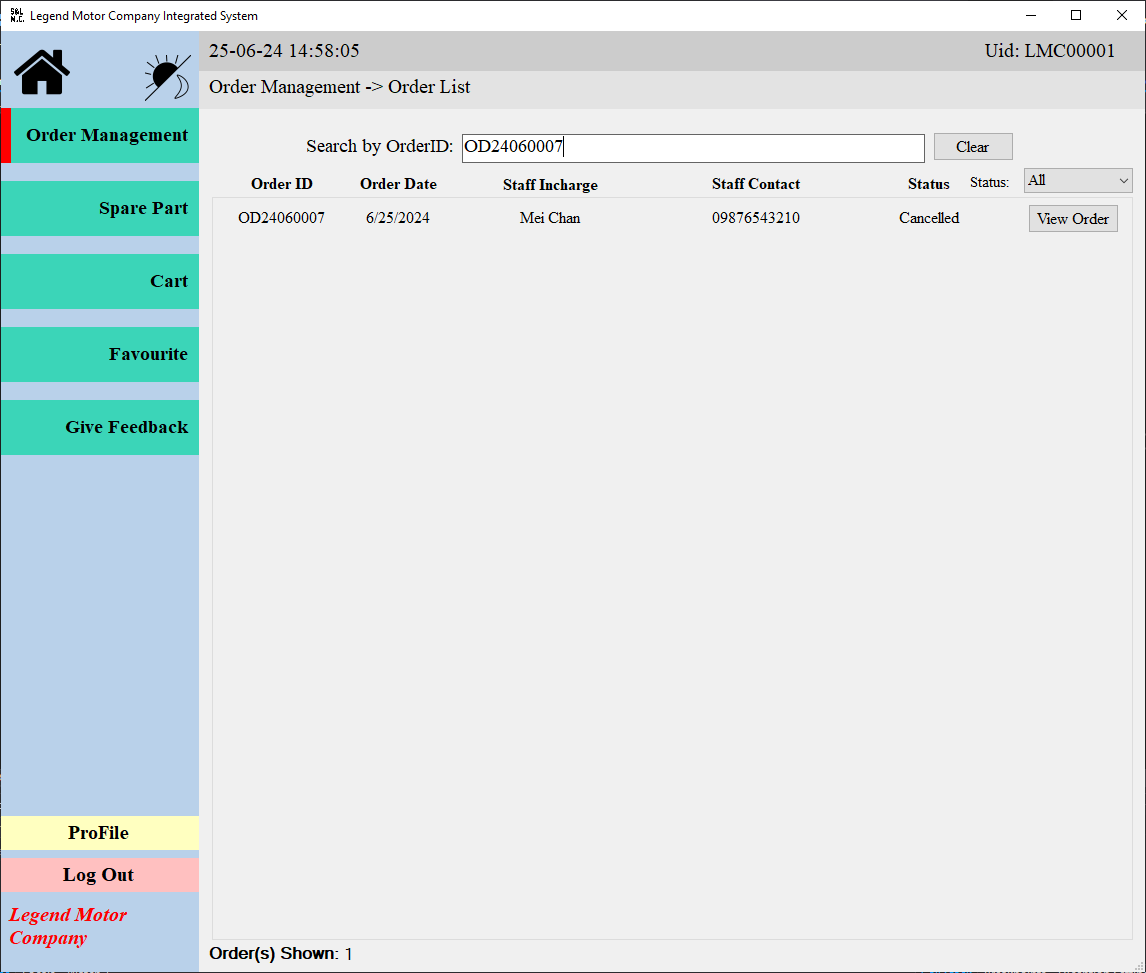 S&L
M.C.
Legend Motor Company Integrated System
25-06-24 14:58:05
Uid: LMC00001
Order Management -> Order List
Order Management
Spare Part
Cart
Favourite
Give Feedback
ProFile
Log Out
Legend Motor
Company
Search by OrderID: OD24060007 Clear
Order ID Order Date Staff Incharge Staff Contact Status Status: All
OD24060007 6/25/2024 Mei Chan 09876543210 Cancelled View Order
Order(s) Shown: 1